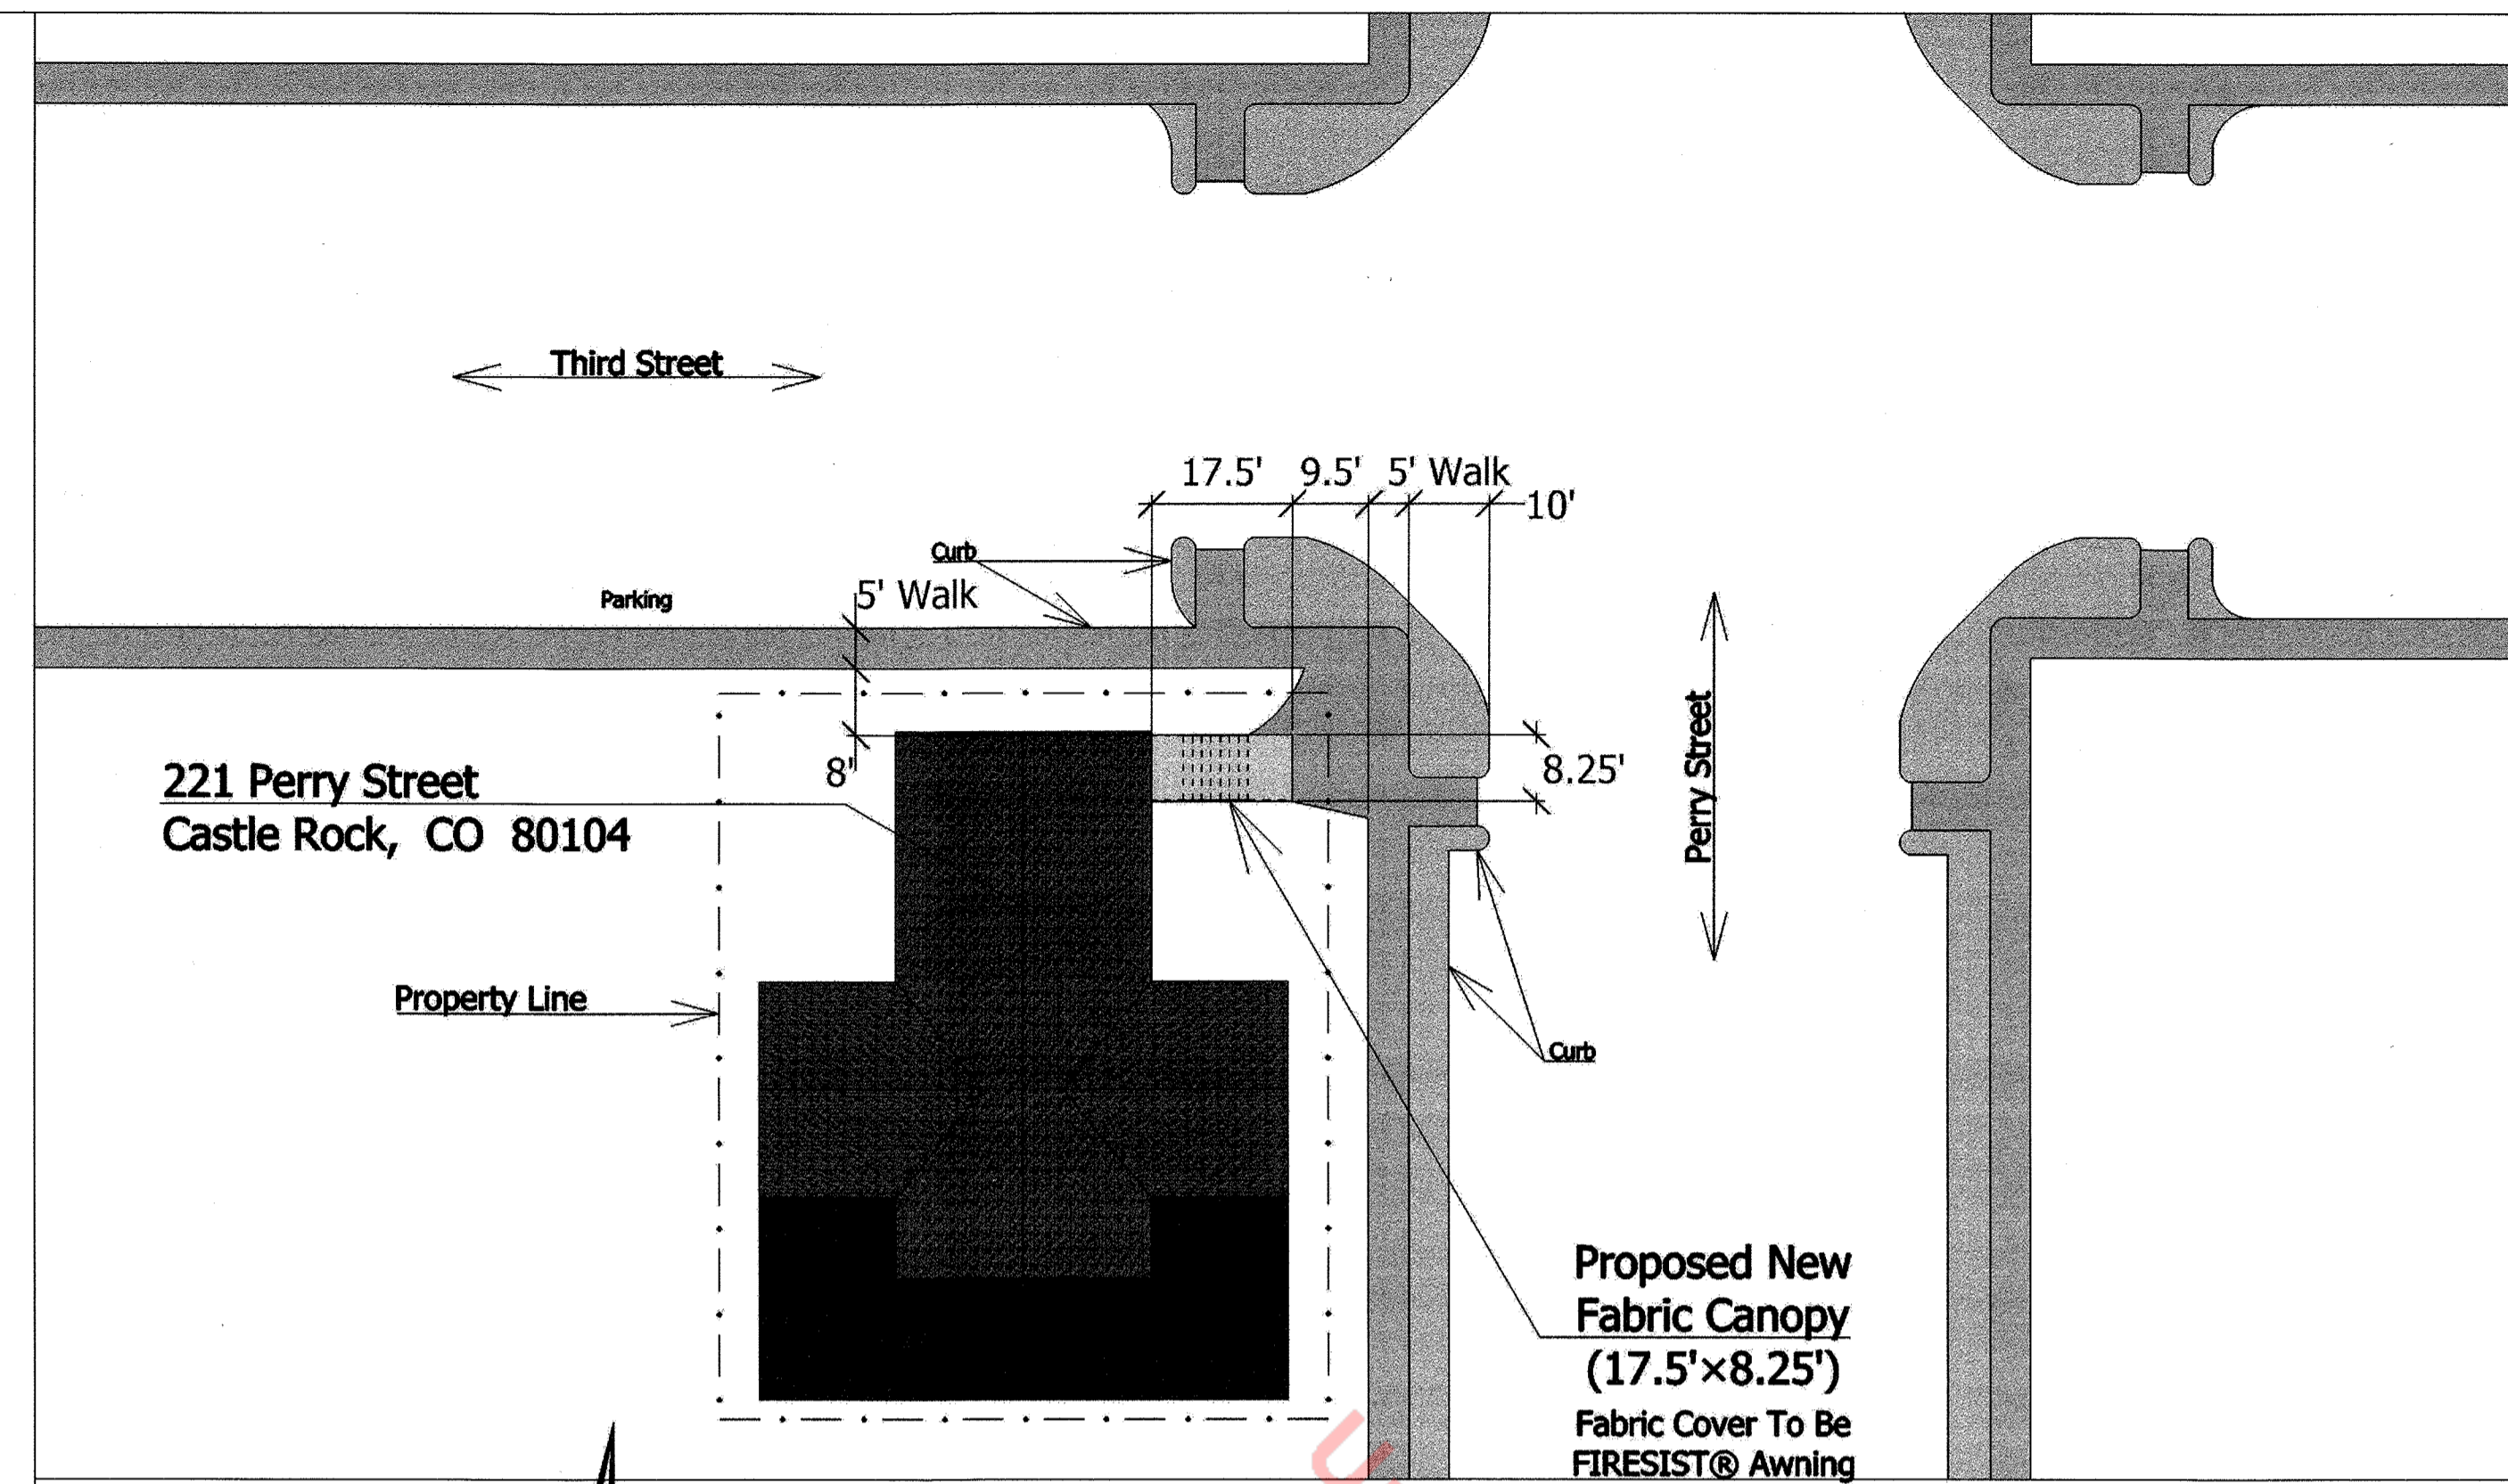 Third Street
17.5' 9.5' 5' Walk
10'
Curb
Parking
5' Walk
8'
8.25'
221 Perry Street
Castle Rock, CO 80104
Perry Street
Property Line
Curb
Proposed New
Fabric Canopy
(17.5'×8.25')
Fabric Cover To Be
FIRESIST® Awning